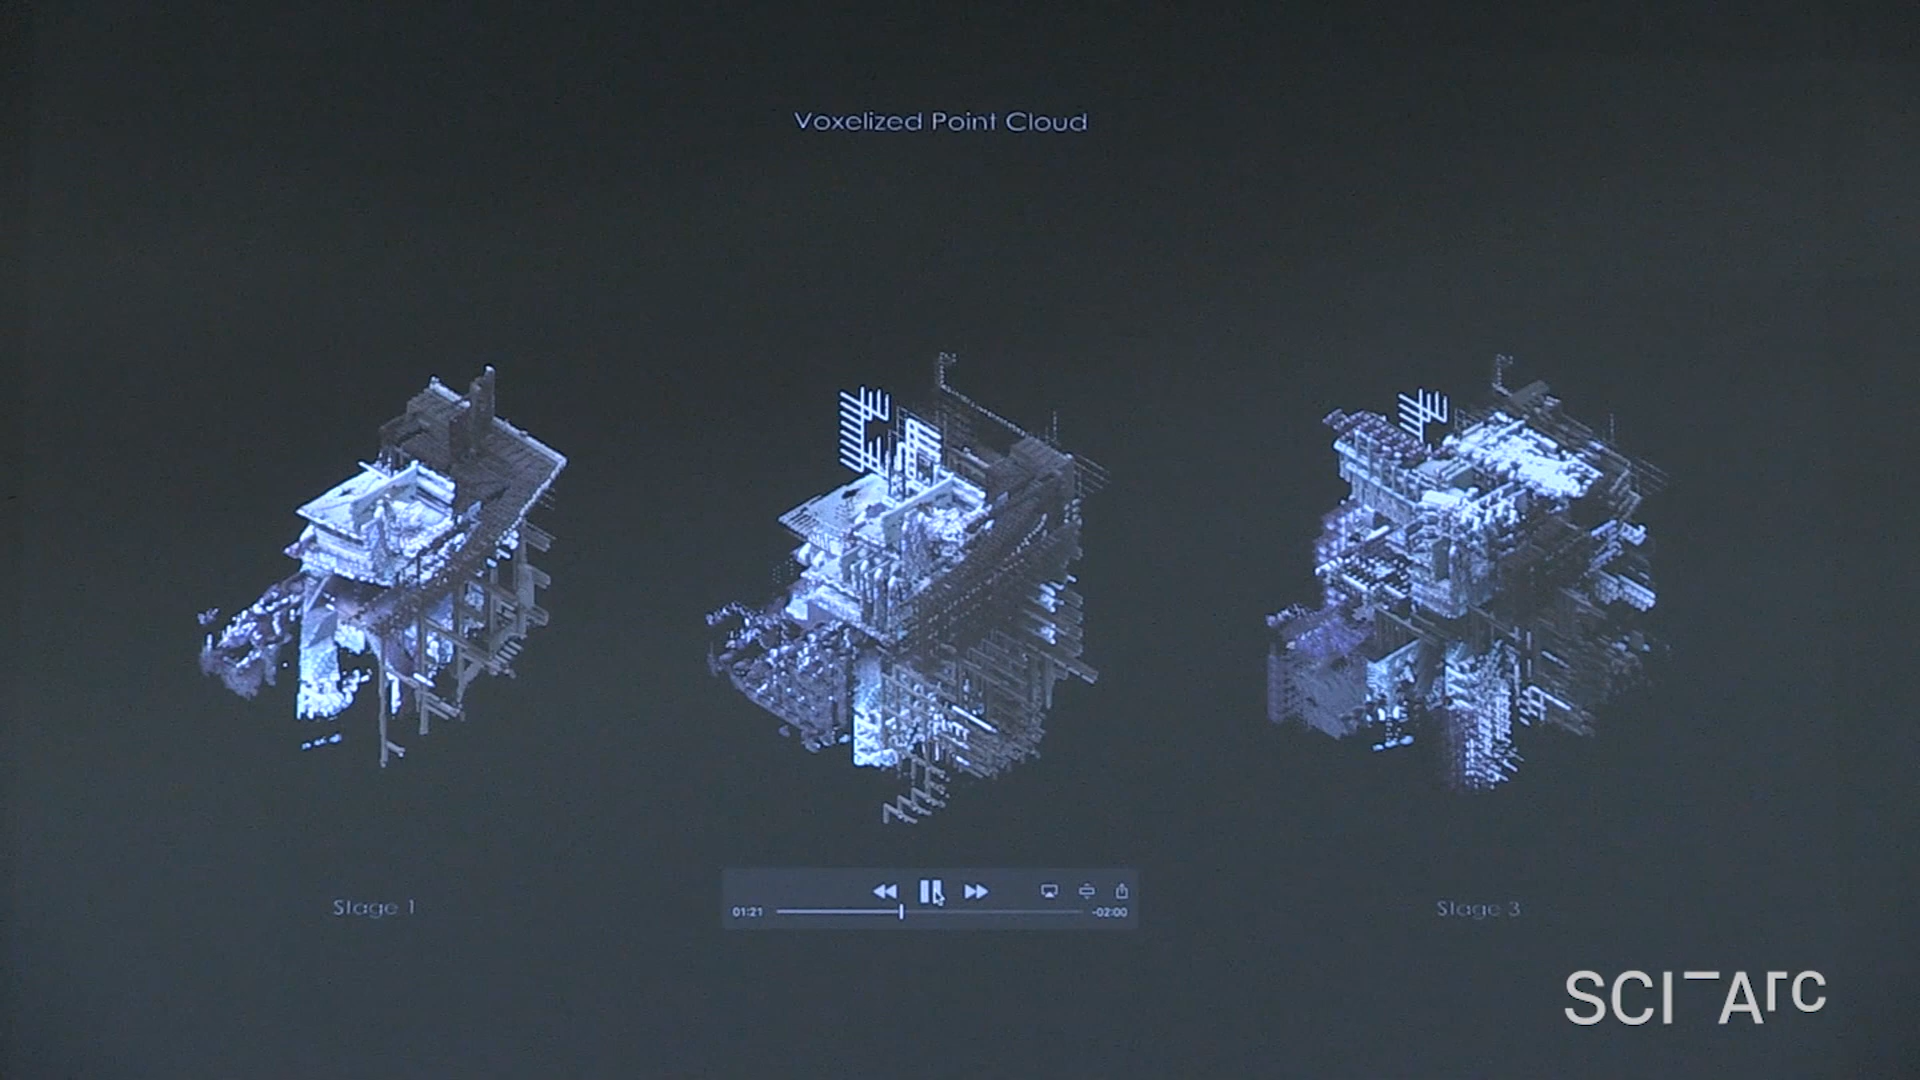 Voxelized Point Cloud
Stage 1
01:21
-02:00
Stage 3
SCI-Arc